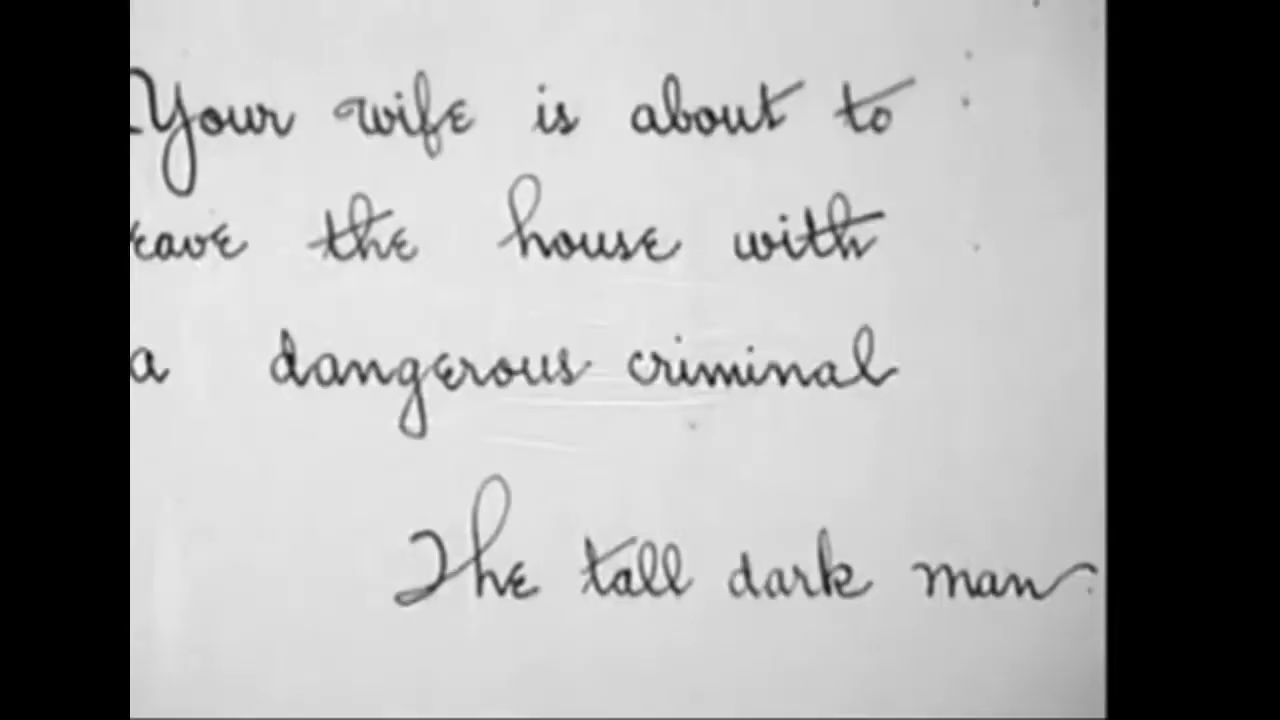 Your wife is about to
eave the house with
a dangerous criminal
The tall dark man.